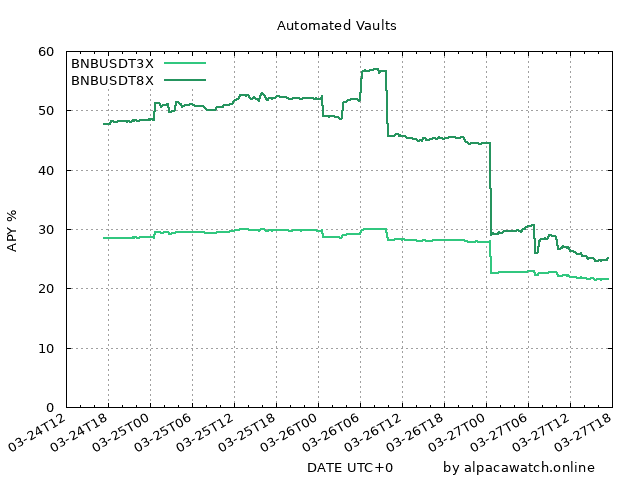 Automated Vaults
BNBUSDT3X
BNBUSDT8X
60
50
40
30
20
10
0
APY %
03-24T12
03-24T18
03-25T00
03-25T06
03-25T12
03-25T18
03-26T00
03-26T06
03-26T12
03-26T18
03-27T00
03-27T06
03-27T12
03-27T18
DATE UTC+0
by alpacawatch.online